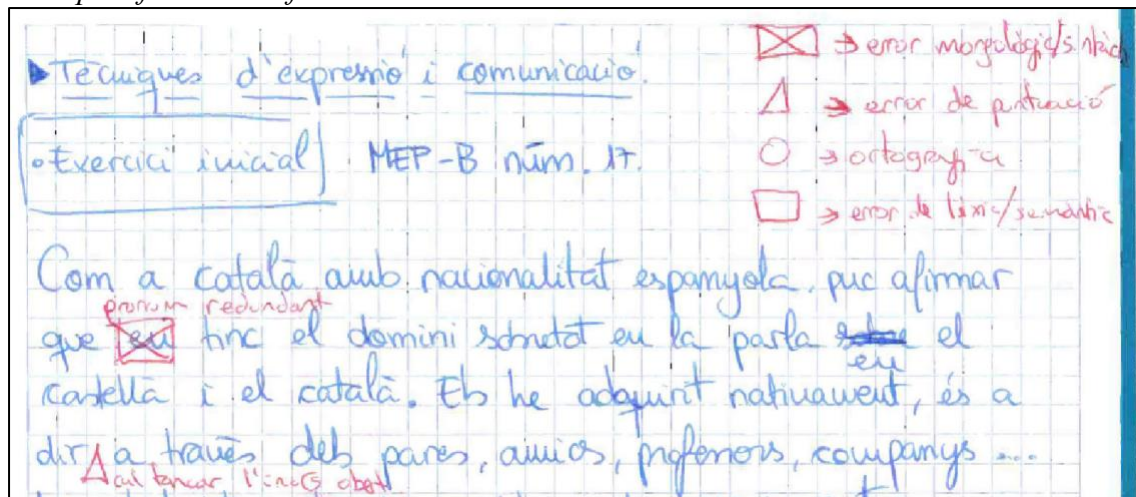 ▸Tècniques d'expressió i comunicació.
• Exercici inicial MEP-B núm. 17.
→ error morfològic/sintàctic
→ error de puntuació
→ ortografia
→ error de lèxic/semàntic
Com a català amb nacionalitat espanyola, puc afirmar
pronom redundant
que en tinc el domini sobretot en la parla el
en
castellà i el català. Els he adquirit nativament, és a
dir a través dels pares, amics, professors, companys...
cal tancar l'incís obert